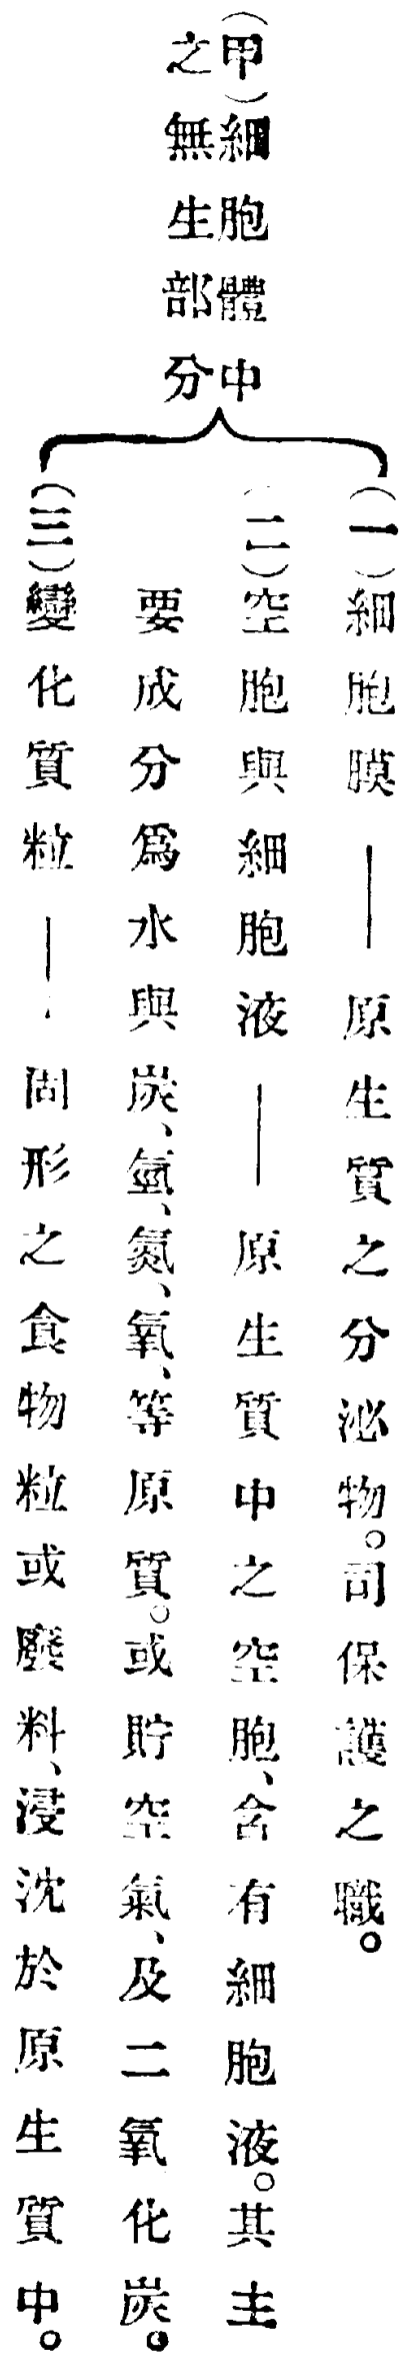 (甲)細胞體中
之無生部分
(一)細胞膜——原生質之分泌物。司保護之職。
(二)空胞與細胞液——原生質中之空胞、含有細胞液。其主
要成分爲水與炭、氫、氮、氧、等原質。或貯空氣、及二氧化炭。
(三)變化質粒——固形之食物粒或廢料、浸沈於原生質中。